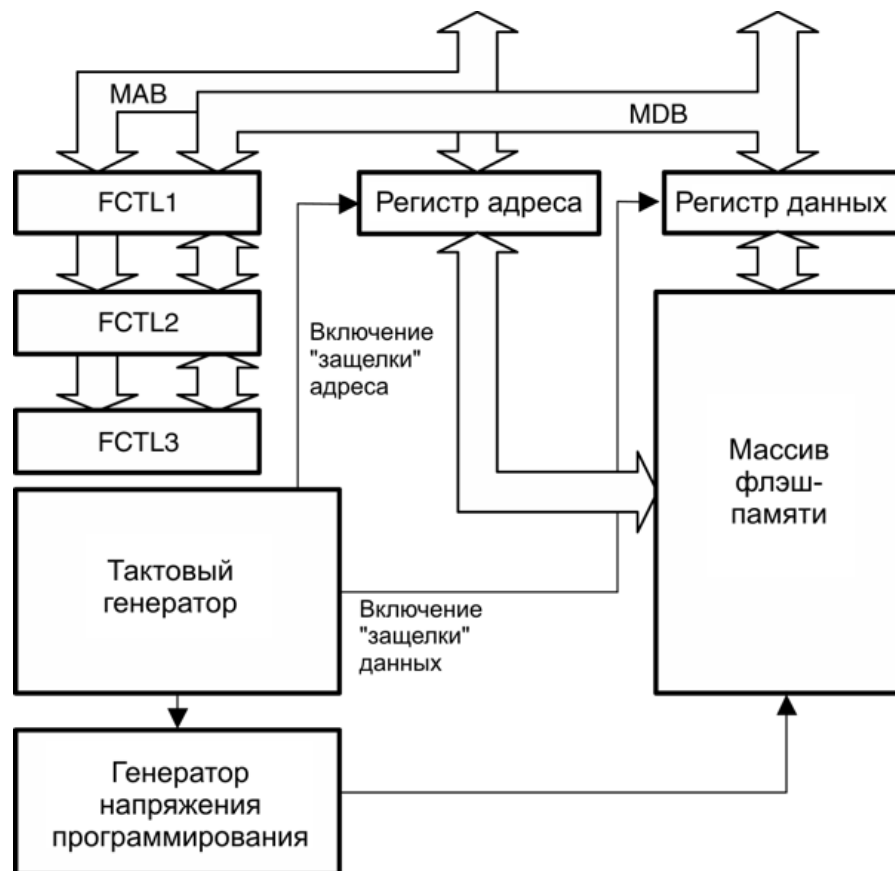 MAB
MDB
FCTL1
Регистр адреса
Регистр данных
FCTL2
Включение
"защелки"
адреса
FCTL3
Массив
флэш-
памяти
Тактовый
генератор
Включение
"защелки"
данных
Генератор
напряжения
программирования